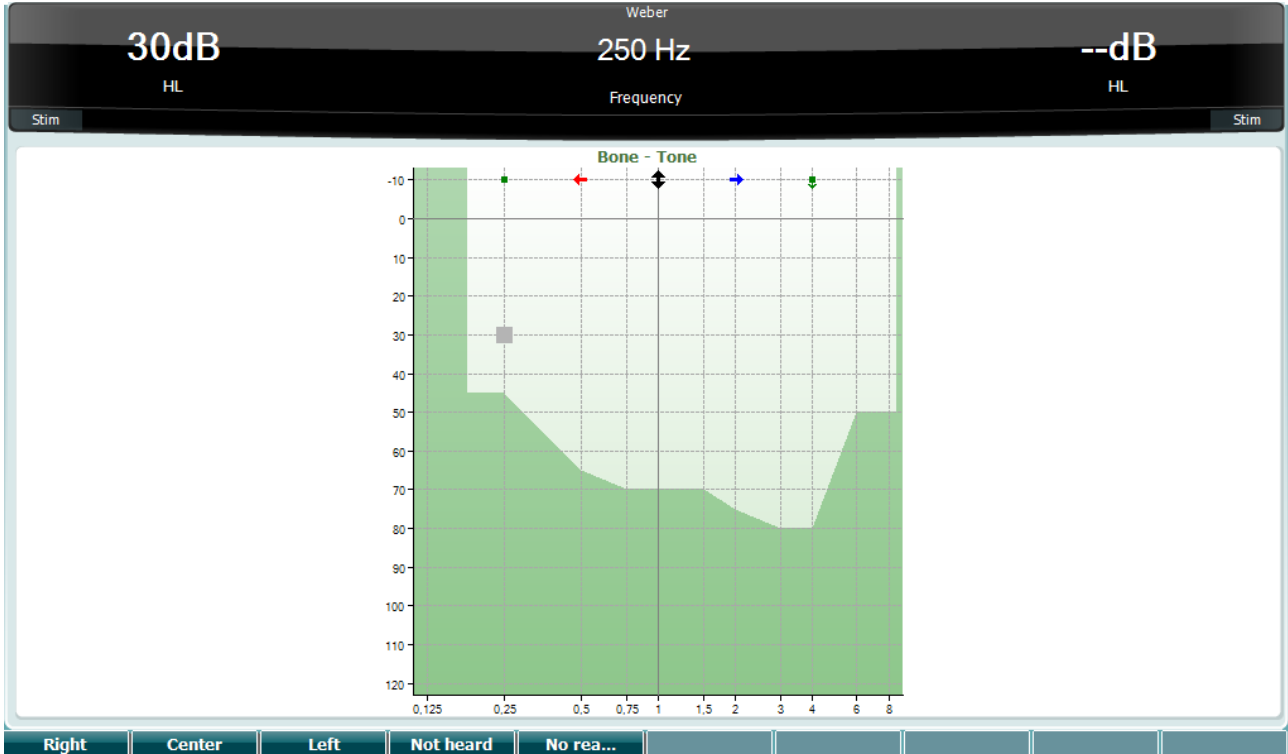 Weber
30dB 250 Hz --dB
HL Frequency HL
Stim Stim
Bone - Tone
-10
0
10
20
30
40
50
60
70
80
90
100
110
120
0,125 0,25 0,5 0,75 1 1,5 2 3 4 6 8
Right Center Left Not heard No rea...